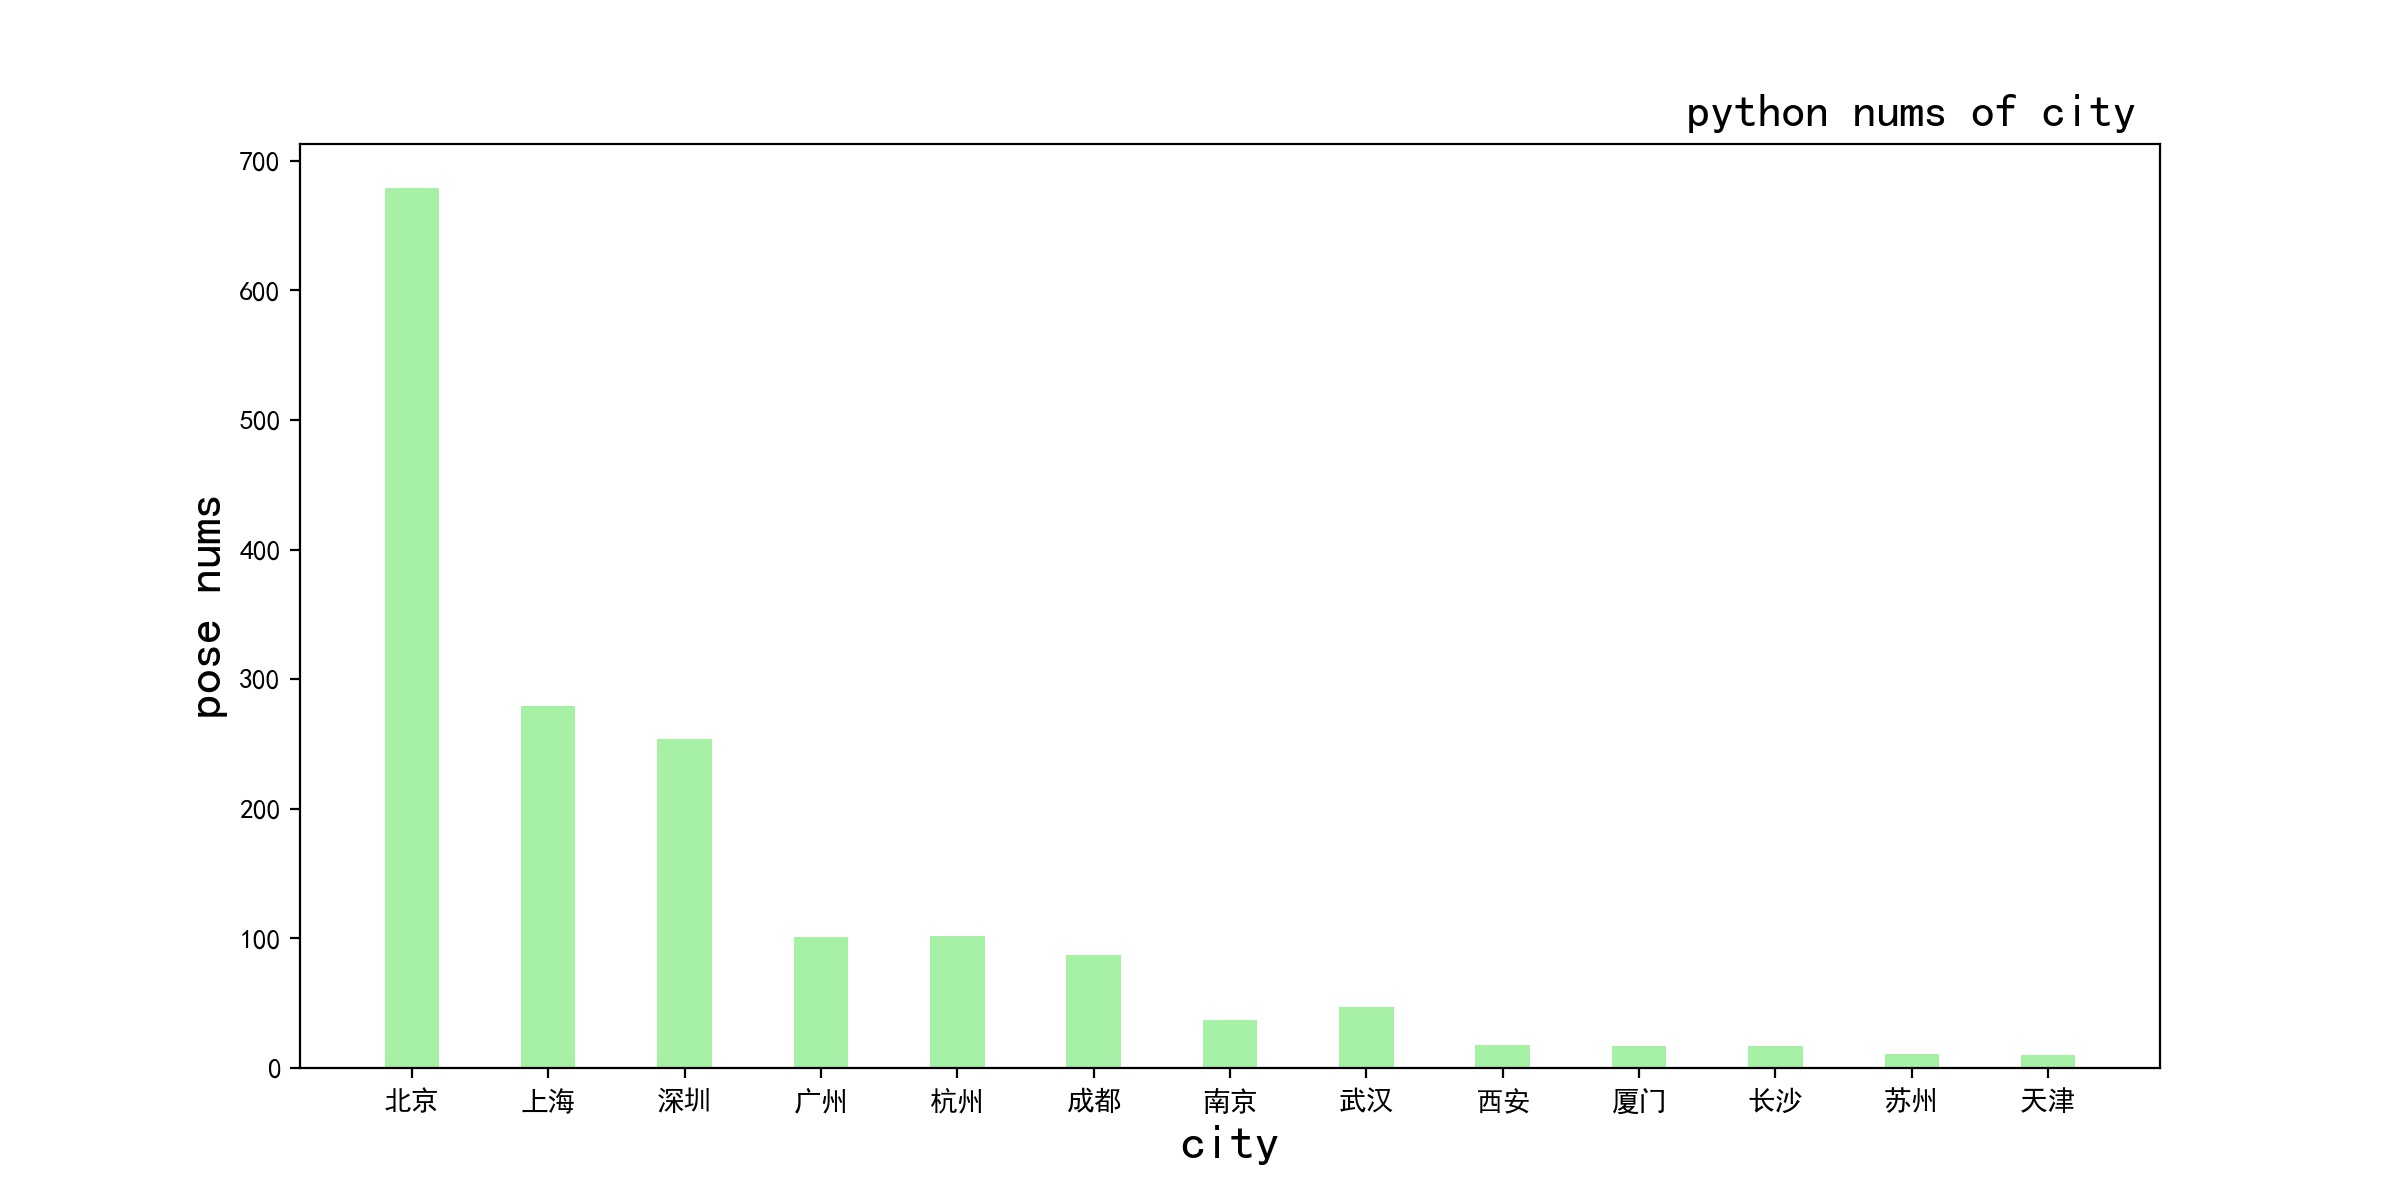 python nums of city
700
600
500
400
300
200
100
0
pose nums
北京 上海 深圳 广州 杭州 成都 南京 武汉 西安 厦门 长沙 苏州 天津
city